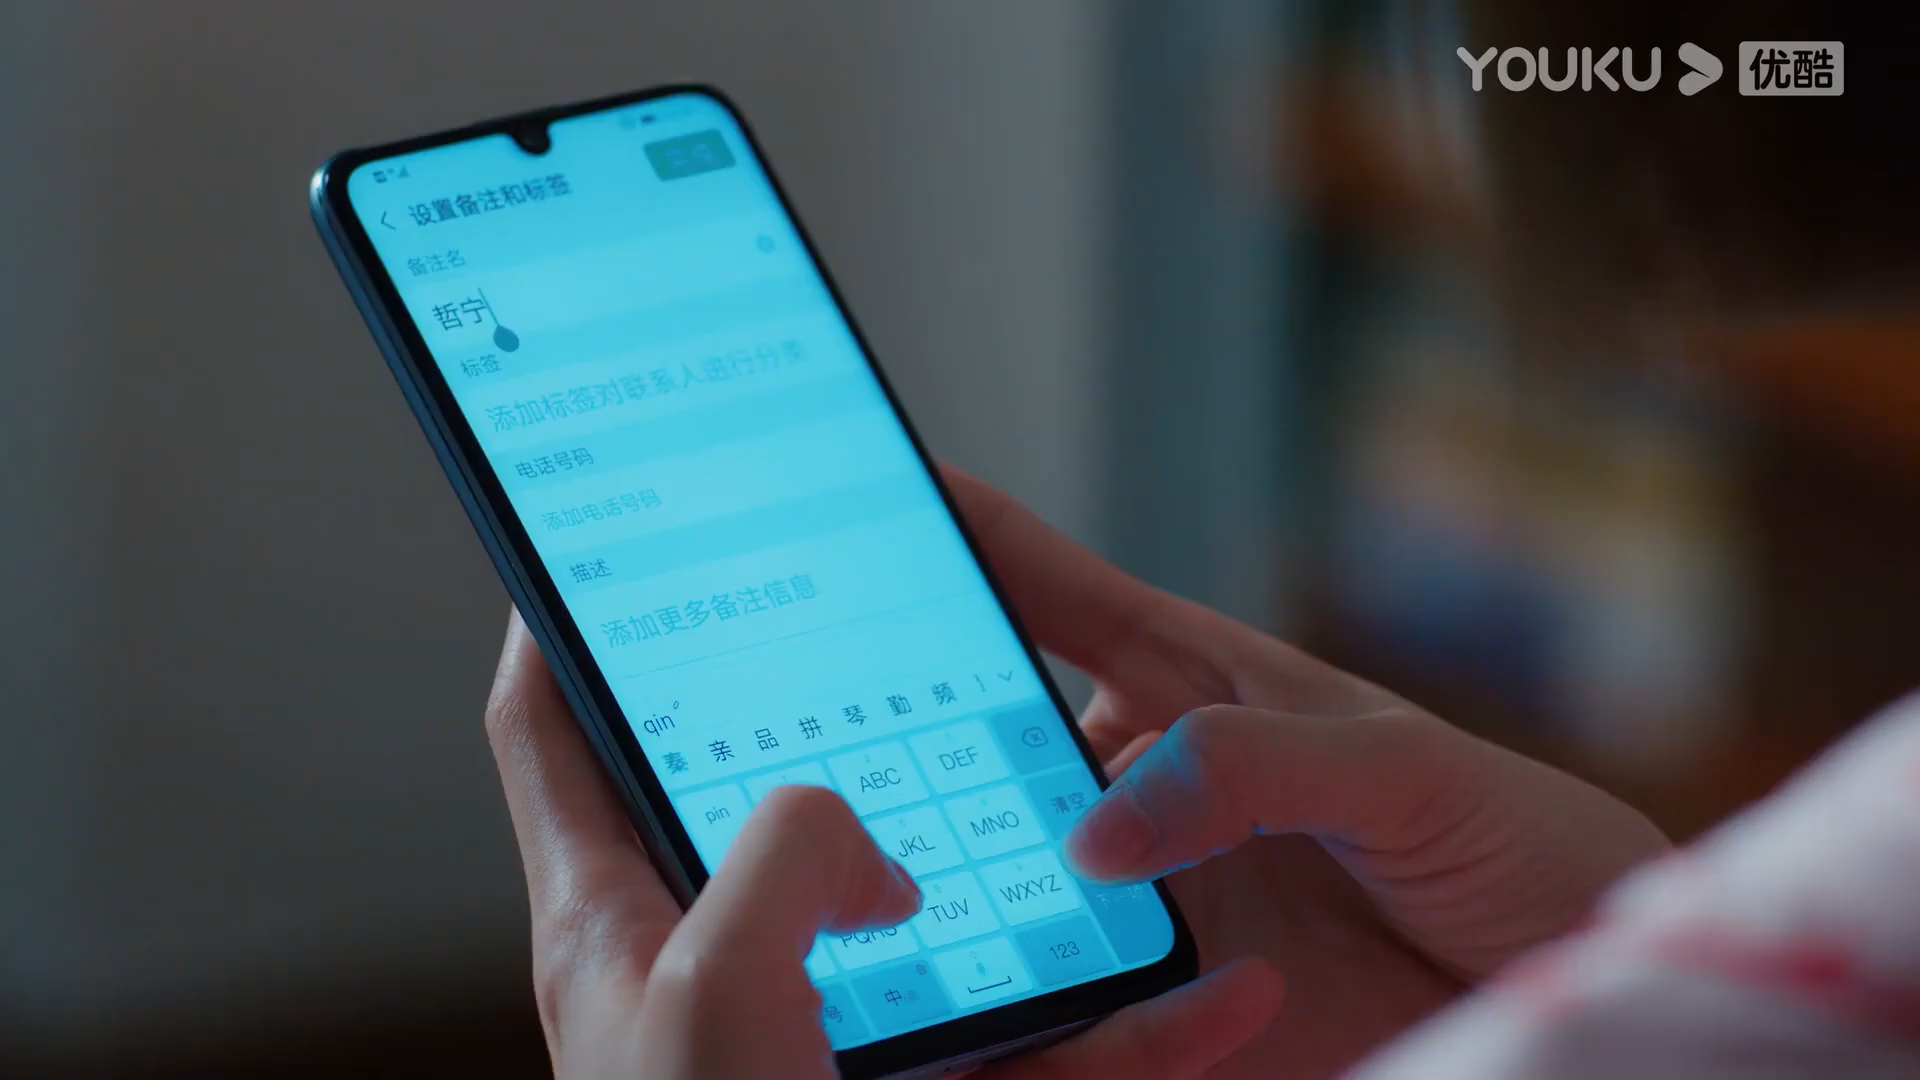 YOUKU 优酷
设置备注和标签
备注名
哲宁
标签
添加标签对联系人进行分类
电话号码
添加电话号码
描述
添加更多备注信息
qin
秦 亲 品 拼 琴 勤 频
pin ABC DEF
JKL MNO 清空
PQRS TUV WXYZ
号 中 123